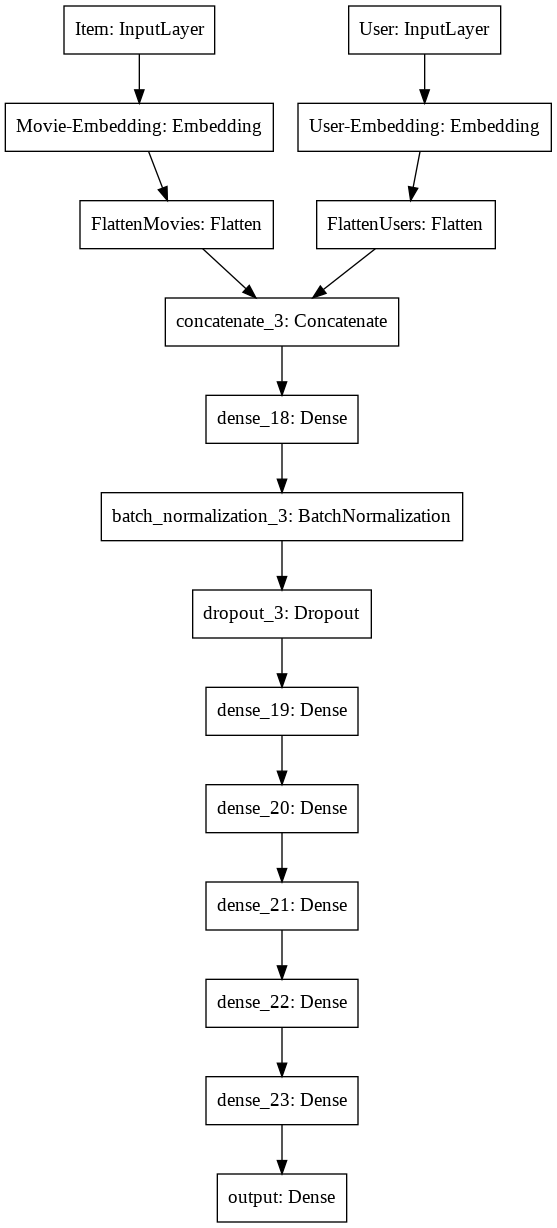 Item: InputLayer
User: InputLayer
Movie-Embedding: Embedding
User-Embedding: Embedding
FlattenMovies: Flatten
FlattenUsers: Flatten
concatenate_3: Concatenate
dense_18: Dense
batch_normalization_3: BatchNormalization
dropout_3: Dropout
dense_19: Dense
dense_20: Dense
dense_21: Dense
dense_22: Dense
dense_23: Dense
output: Dense